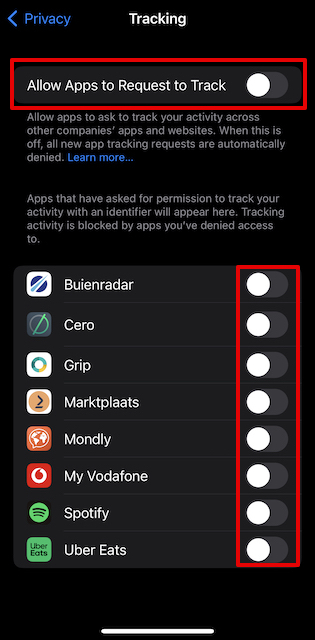 Privacy
Tracking
Allow Apps to Request to Track
Allow apps to ask to track your activity across
other companies' apps and websites. When this is
off, all new app tracking requests are automatically
denied. Learn more...
Apps that have asked for permission to track your
activity with an identifier will appear here. Tracking
activity is blocked by apps you've denied access
to.
Buienradar
Cero
Grip
Marktplaats
Mondly
My Vodafone
Spotify
Uber
Eats
Uber Eats